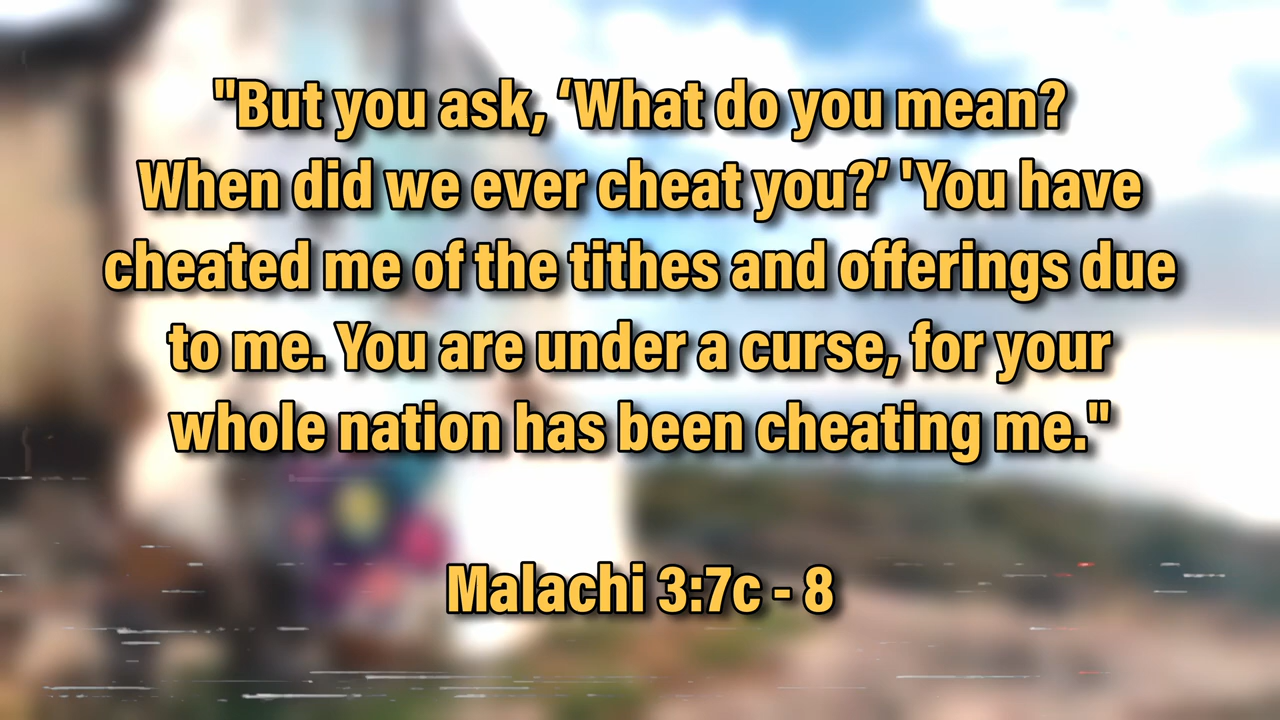 "But you ask, ‘What do you mean?
When did we ever cheat you?’ 'You have
cheated me of the tithes and offerings due
to me. You are under a curse, for your
whole nation has been cheating me."
Malachi 3:7c - 8